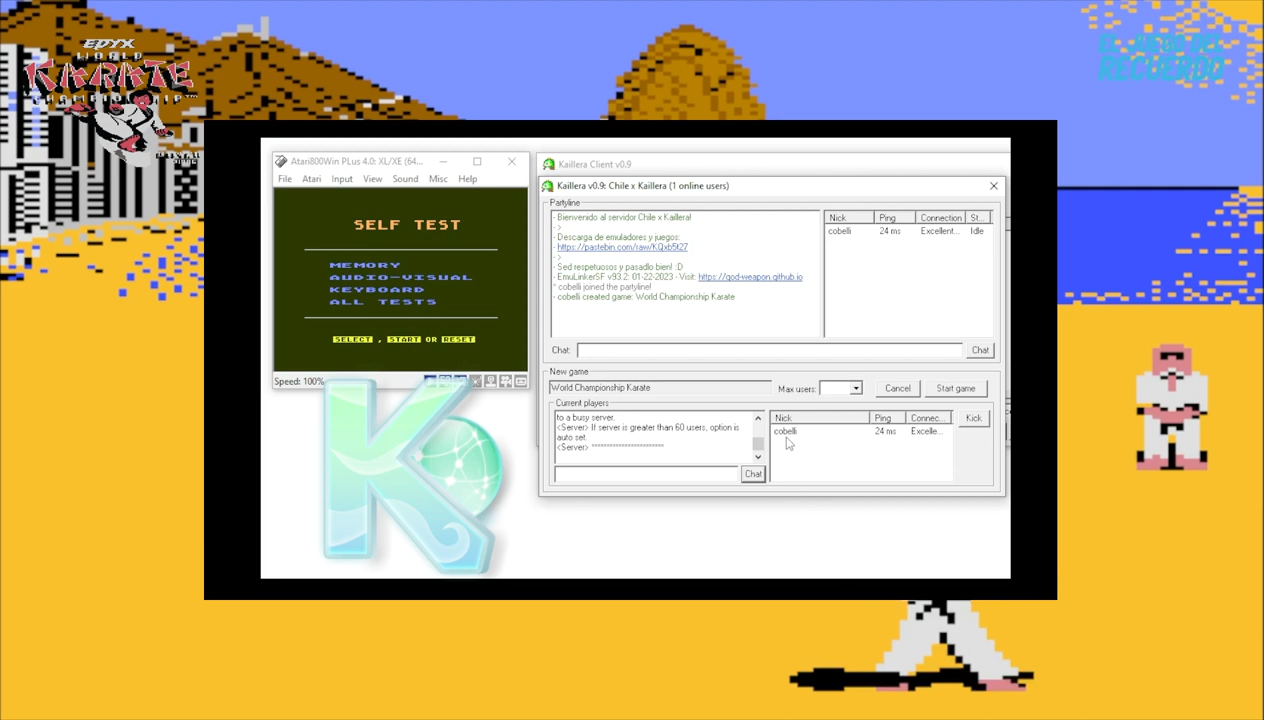 EPYX
WORLD
KARATE
CHAMPIONSHIP™
EL JUEGO DEL
RECUERDO
Atari800Win PLus 4.0: XL/XE (64...
File Atari Input View Sound Misc Help
SELF TEST
MEMORY
AUDIO-VISUAL
KEYBOARD
ALL TESTS
SELECT , START OR RESET
Speed: 100%
Kaillera Client v0.9
Kaillera v0.9: Chile x Kaillera (1 online users)
Partyline
- Bienvenido al servidor Chile x Kaillera!
- >
- Descarga de emuladores y juegos:
- https://pastebin.com/raw/KQxb5t27
- >
- Sed respetuosos y pasadlo bien! :D
- EmuLinkerSF v93.2: 01-22-2023 - Visit: https://god-weapon.github.io
* cobelli joined the partyline!
- cobelli created game: World Championship Karate
Nick Ping Connection St...
cobelli 24 ms Excellent... Idle
Chat: Chat
New game
World Championship Karate Max users: Cancel Start game
Current players
to a busy server.
<Server> If server is greater than 60 users, option is
auto set.
<Server> ========================
Chat
Nick Ping Connec... Kick
cobelli 24 ms Excelle...